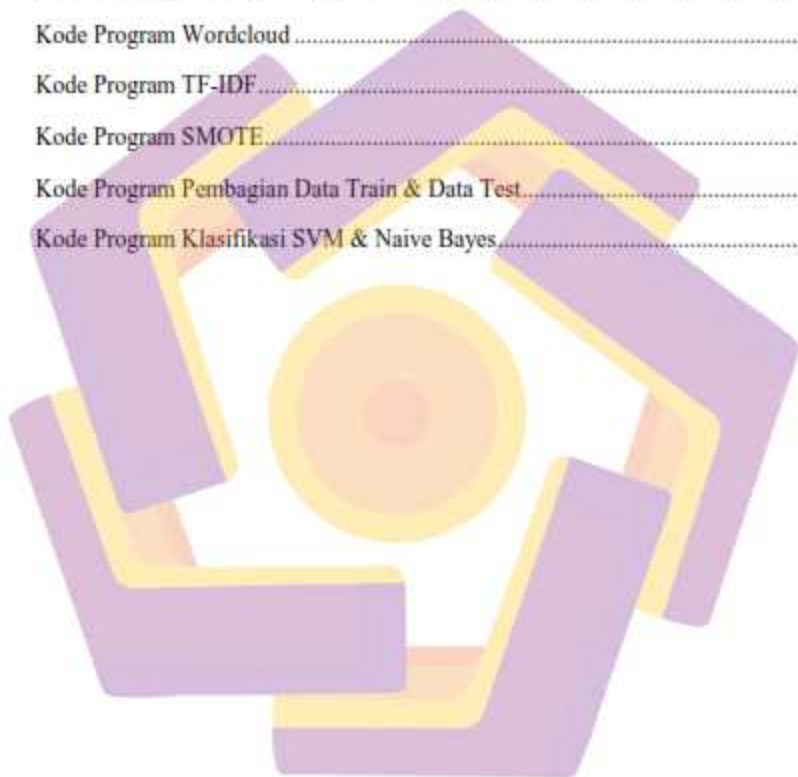 Kode Program Wordcloud ........................................................................
Kode Program TF-IDF........................................................................
Kode Program SMOTE........................................................................
Kode Program Pembagian Data Train & Data Test........................................................................
Kode Program Klasifikasi SVM & Naive Bayes........................................................................